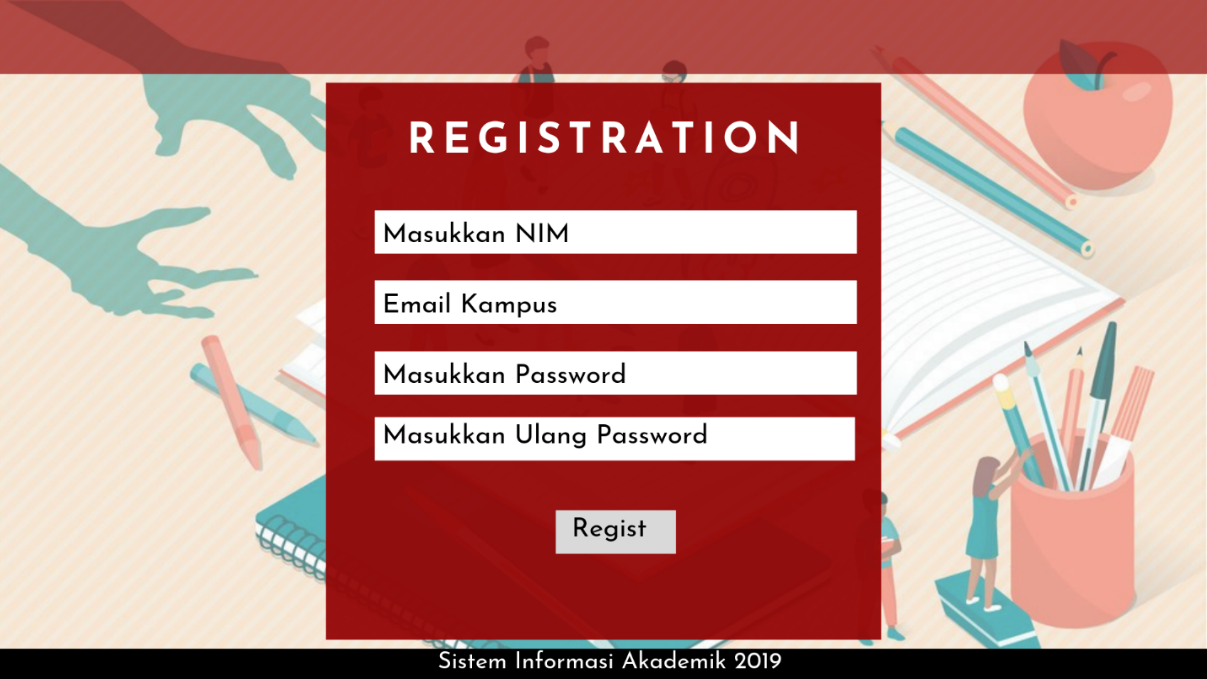 REGISTRATION
Masukkan NIM
Email Kampus
Masukkan Password
Masukkan Ulang Password
Regist
Sistem Informasi Akademik 2019